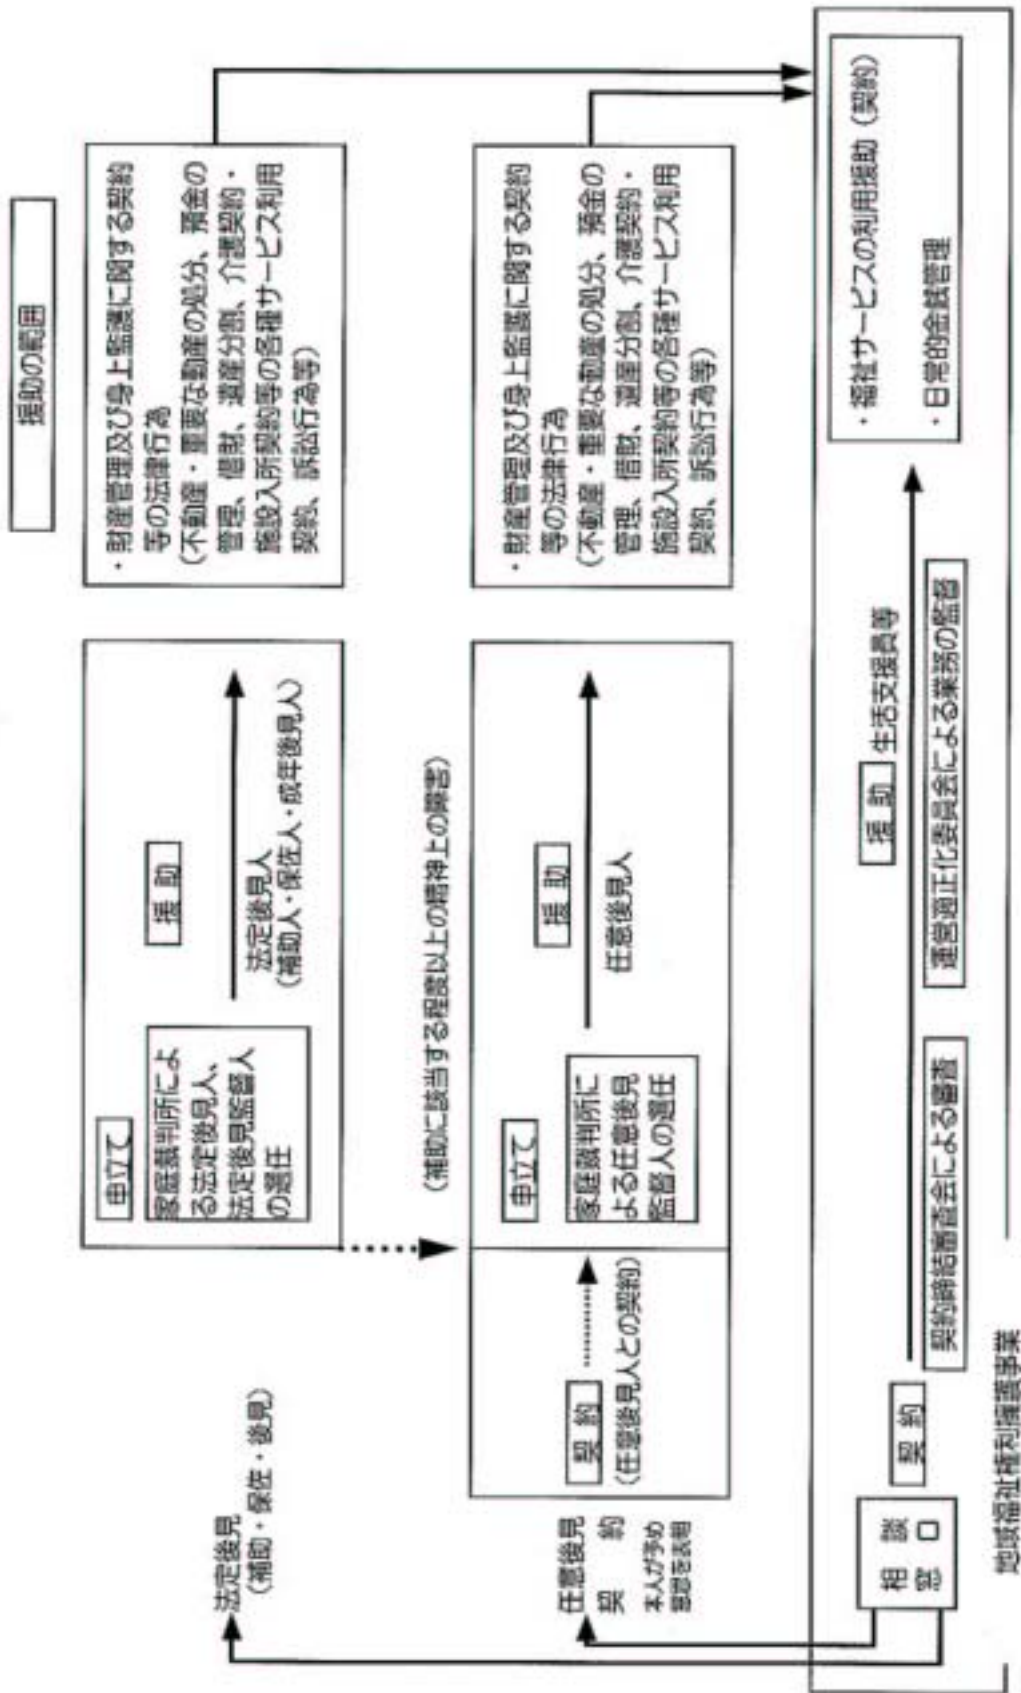 援助の範囲
法定後見
(補助・保佐・後見)
申立て
家庭裁判所によ
る法定後見人、
法定後見監督人
の選任
援助
法定後見人
(補助人・保佐人・成年後見人)
・財産管理及び身上監護に関する契約
等の法律行為
(不動産・重要な動産の処分、預金の
管理、借財、遺産分割、介護契約・
施設入所契約等の各種サービス利用
契約、訴訟行為等)
(補助に該当する程度以上の精神上の障害)
任意後見
契約
本人が予め
意思を表明
契約
(任意後見人との契約)
申立て
家庭裁判所に
よる任意後見
監督人の選任
援助
任意後見人
・財産管理及び身上監護に関する契約
等の法律行為
(不動産・重要な動産の処分、預金の
管理、借財、遺産分割、介護契約・
施設入所契約等の各種サービス利用
契約、訴訟行為等)
相談
窓口
契約
契約締結審査会による審査
援助
生活支援員等
運営適正化委員会による業務の監督
・福祉サービスの利用援助(契約)
・日常的金銭管理
地域福祉権利擁護事業